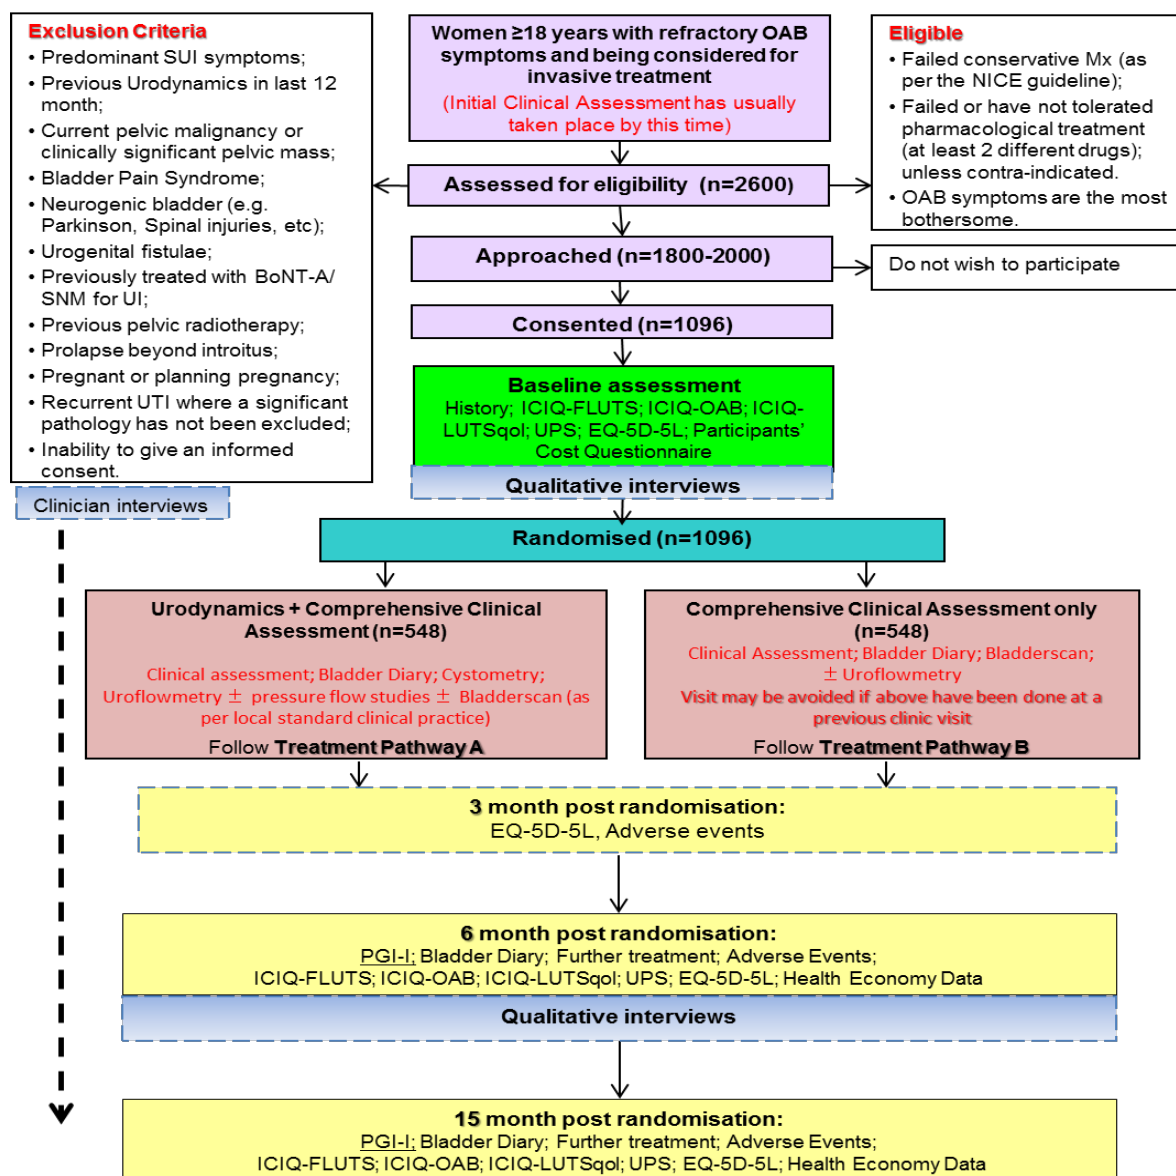 Exclusion Criteria
• Predominant SUI symptoms;
• Previous Urodynamics in last 12
month;
• Current pelvic malignancy or
clinically significant pelvic mass;
• Bladder Pain Syndrome;
• Neurogenic bladder (e.g.
Parkinson, Spinal injuries, etc);
• Urogenital fistulae;
• Previously treated with BoNT-A/
SNM for UI;
• Previous pelvic radiotherapy;
• Prolapse beyond introitus;
• Pregnant or planning pregnancy;
• Recurrent UTI where a significant
pathology has not been excluded;
• Inability to give an informed
consent.
Clinician interviews
Women ≥18 years with refractory OAB
symptoms and being considered for
invasive treatment
(Initial Clinical Assessment has usually
taken place by this time)
Eligible
• Failed conservative Mx (as
per the NICE guideline);
• Failed or have not tolerated
pharmacological treatment
(at least 2 different drugs);
unless contra-indicated.
• OAB symptoms are the most
bothersome.
Assessed for eligibility (n=2600)
Approached (n=1800-2000)
Do not wish to participate
Consented (n=1096)
Baseline assessment
History; ICIQ-FLUTS; ICIQ-OAB; ICIQ-
LUTSqol; UPS; EQ-5D-5L; Participants'
Cost Questionnaire
Qualitative interviews
Randomised (n=1096)
Urodynamics + Comprehensive Clinical
Assessment (n=548)
Clinical assessment; Bladder Diary; Cystometry;
Uroflowmetry ± pressure flow studies ± Bladderscan (as
per local standard clinical practice)
Follow Treatment Pathway A
Comprehensive Clinical Assessment only
(n=548)
Clinical Assessment; Bladder Diary; Bladderscan;
± Uroflowmetry
Visit may be avoided if above have been done at a
previous clinic visit
Follow Treatment Pathway B
3 month post randomisation:
EQ-5D-5L, Adverse events
6 month post randomisation:
PGI-I; Bladder Diary; Further treatment; Adverse Events;
ICIQ-FLUTS; ICIQ-OAB; ICIQ-LUTSqol; UPS; EQ-5D-5L; Health Economy Data
Qualitative interviews
15 month post randomisation:
PGI-I; Bladder Diary; Further treatment; Adverse Events;
ICIQ-FLUTS; ICIQ-OAB; ICIQ-LUTSqol; UPS; EQ-5D-5L; Health Economy Data